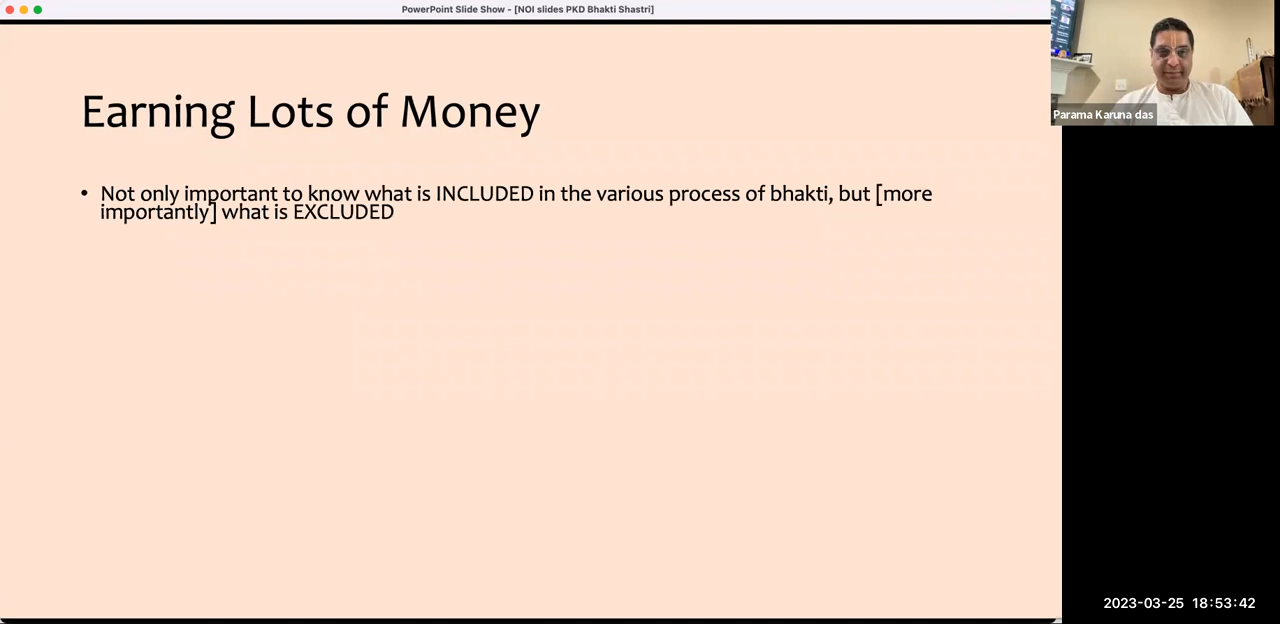 PowerPoint Slide Show - [NOI slides PKD Bhakti Shastri]
Earning Lots of Money
• Not only important to know what is INCLUDED in the various process of bhakti, but [more
importantly] what is EXCLUDED
Parama Karuna das
2023-03-25 18:53:42